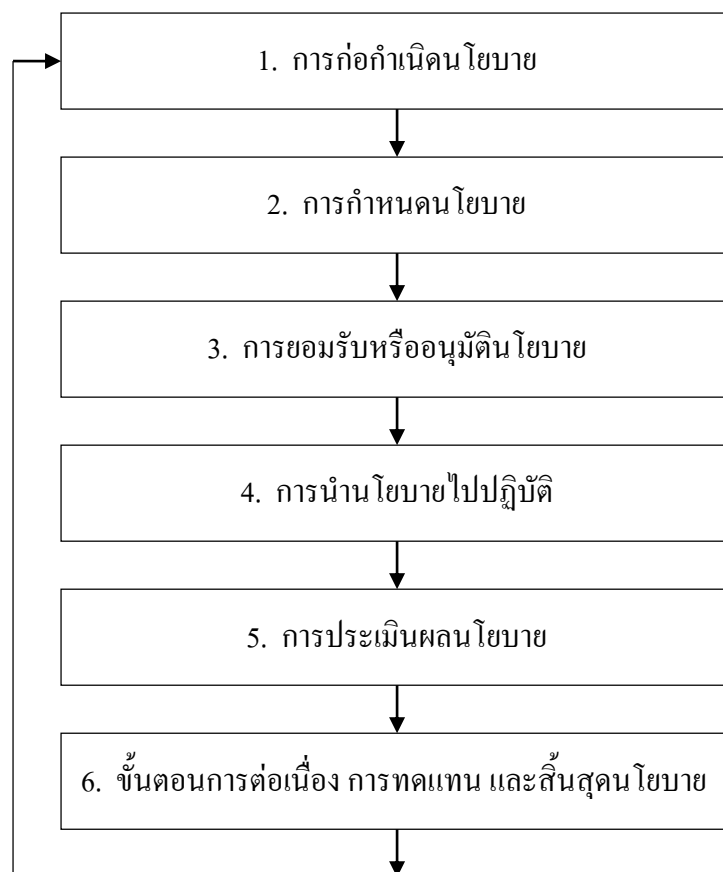 1. การก่อกำเนิดนโยบาย
2. การกำหนดนโยบาย
3. การยอมรับหรืออนุมัตินโยบาย
4. การนำนโยบายไปปฏิบัติ
5. การประเมินผลนโยบาย
6. ขั้นตอนการต่อเนื่อง การทดแทน และสิ้นสุดนโยบาย